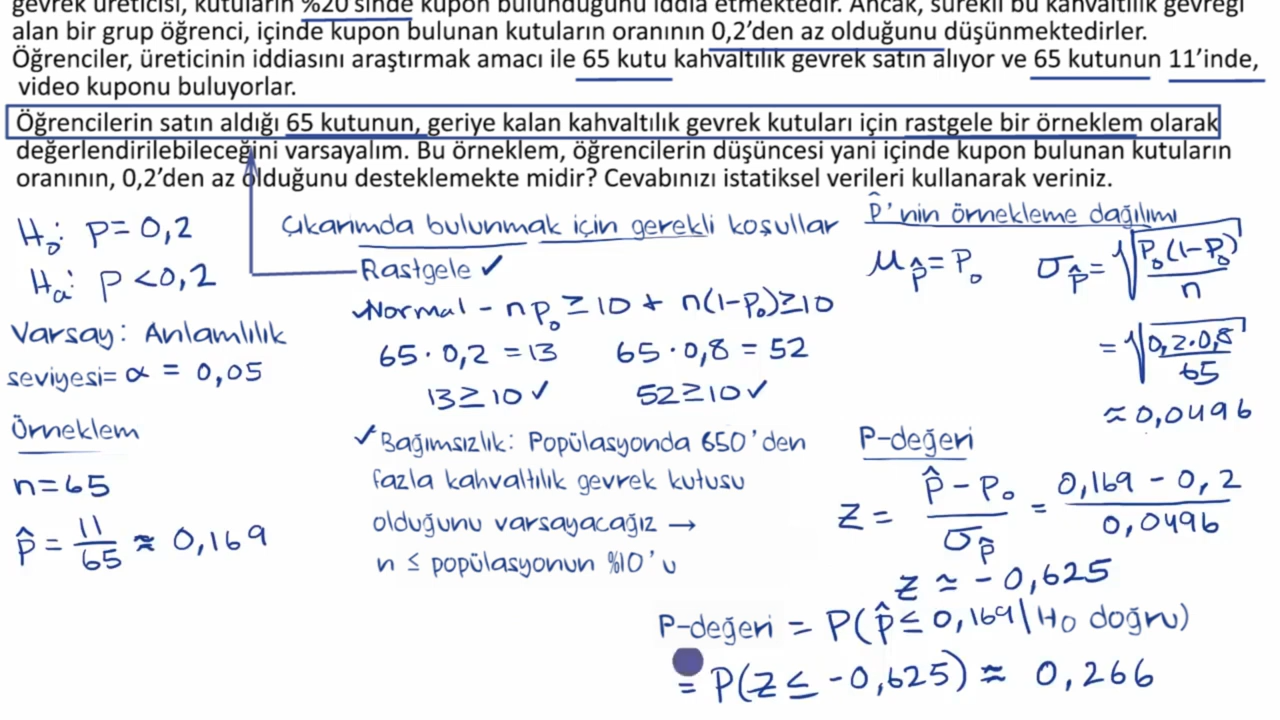 gevrek üreticisi, kutuların %20'sinde kupon bulunduğunu iddia etmektedir. Ancak, sürekli bu kahvaltılık gevreği
alan bir grup öğrenci, içinde kupon bulunan kutuların oranının 0,2'den az olduğunu düşünmektedirler.
Öğrenciler, üreticinin iddiasını araştırmak amacı ile 65 kutu kahvaltılık gevrek satın alıyor ve 65 kutunun 11'inde,
video kuponu buluyorlar.
Öğrencilerin satın aldığı 65 kutunun, geriye kalan kahvaltılık gevrek kutuları için rastgele bir örneklem olarak
değerlendirilebileceğini varsayalım. Bu örneklem, öğrencilerin düşüncesi yani içinde kupon bulunan kutuların
oranının, 0,2'den az olduğunu desteklemekte midir? Cevabınızı istatiksel verileri kullanarak veriniz.
H₀: p = 0,2
Hₐ: p < 0,2
Varsay: Anlamlılık
seviyesi= α = 0,05
Örneklem
n=65
p̂ = 11/65 ≈ 0,169
Çıkarımda bulunmak için gerekli koşullar
Rastgele ✓
✓Normal - np₀ ≥ 10 + n(1-P₀) ≥ 10
65 · 0,2 = 13 65 · 0,8 = 52
13 ≥ 10 ✓ 52 ≥ 10 ✓
✓Bağımsızlık: Popülasyonda 650'den
fazla kahvaltılık gevrek kutusu
olduğunu varsayacağız →
n ≤ popülasyonun %10'u
p̂'nin örnekleme dağılımı
μp̂ = P₀ σp̂ = √(P₀(1-P₀)/n)
= √(0,2·0,8/65)
≈ 0,0496
P-değeri
z = (p̂ - P₀)/σp̂ = (0,169 - 0,2)/0,0496
z ≈ - 0,625
P-değeri = P(p̂ ≤ 0,169 | H₀ doğru)
= P(z ≤ -0,625) ≈ 0,266